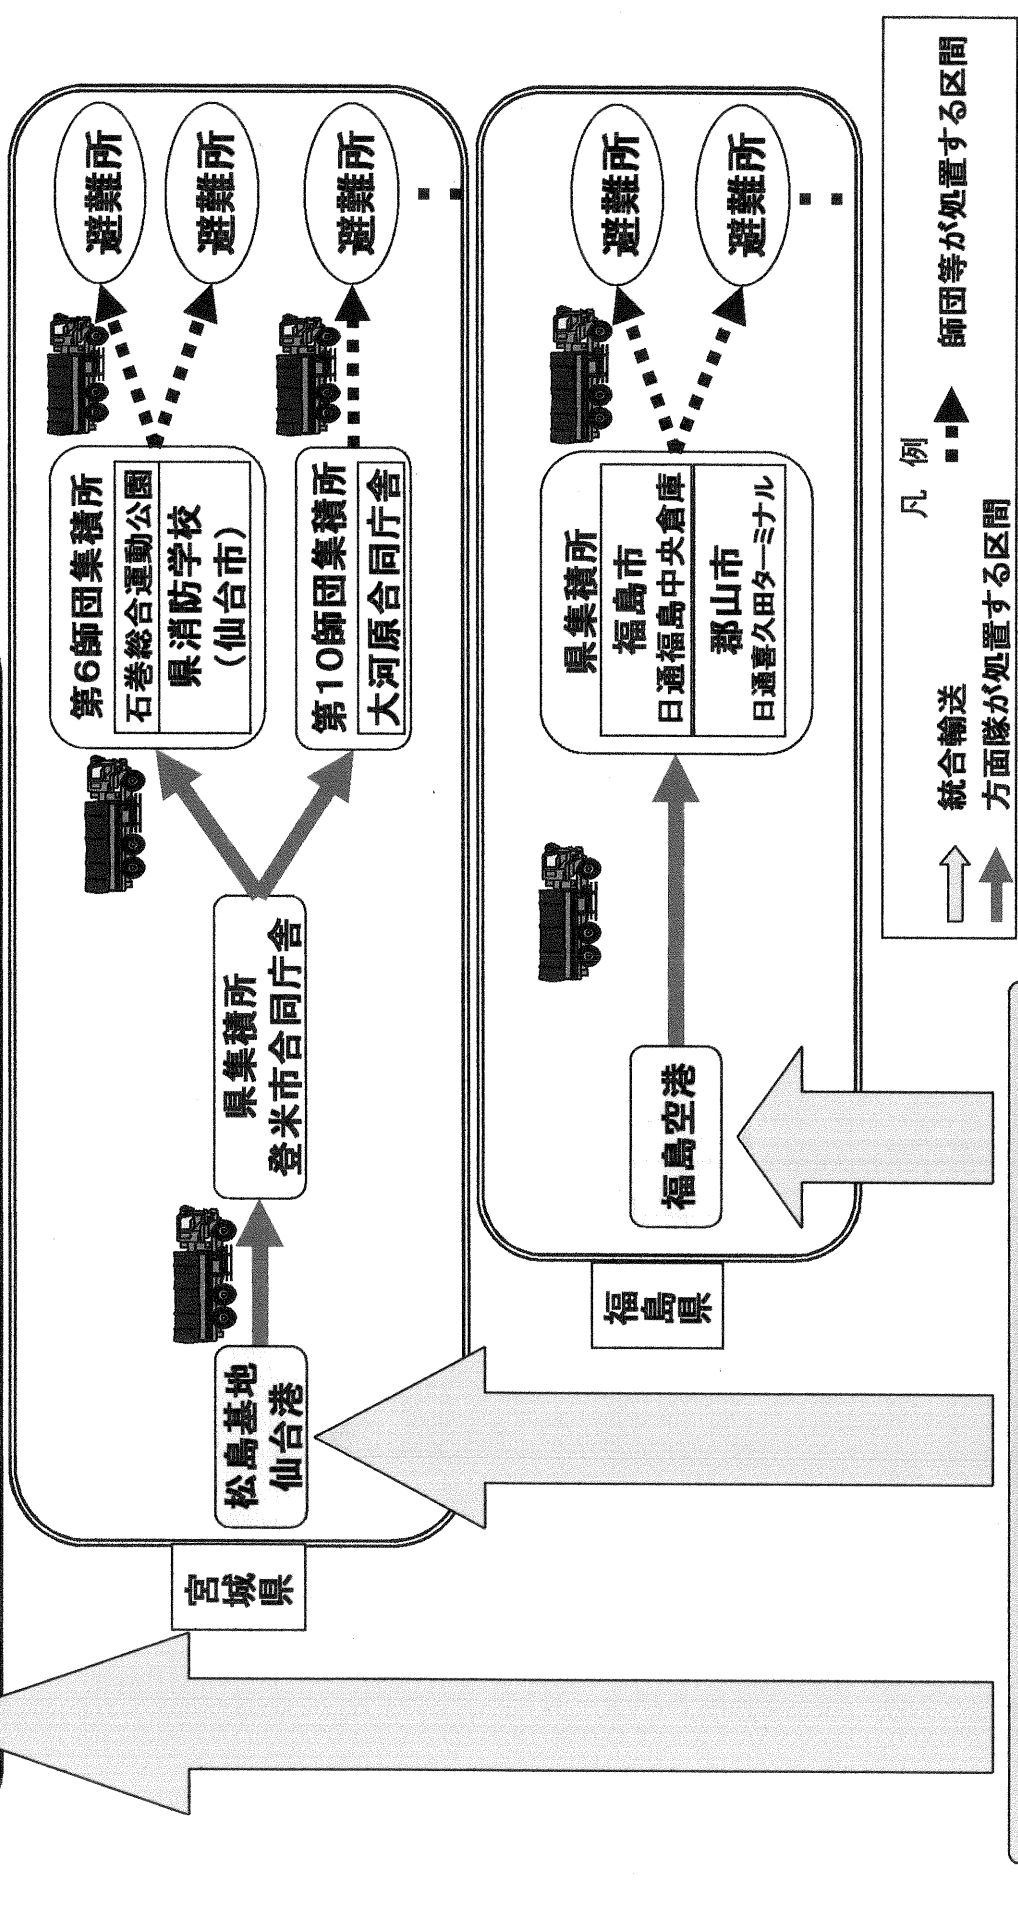 宮城県
松島基地
仙台港
県集積所
登米市合同庁舎
第6師団集積所
石巻総合運動公園
県消防学校
(仙台市)
第10師団集積所
大河原合同庁舎
避難所
避難所
避難所
福島県
福島空港
県集積所
福島市
日通福島中央倉庫
郡山市
日通喜久田ターミナル
避難所
避難所
凡 例
統合輸送
師団等が処置する区間
方面隊が処置する区間